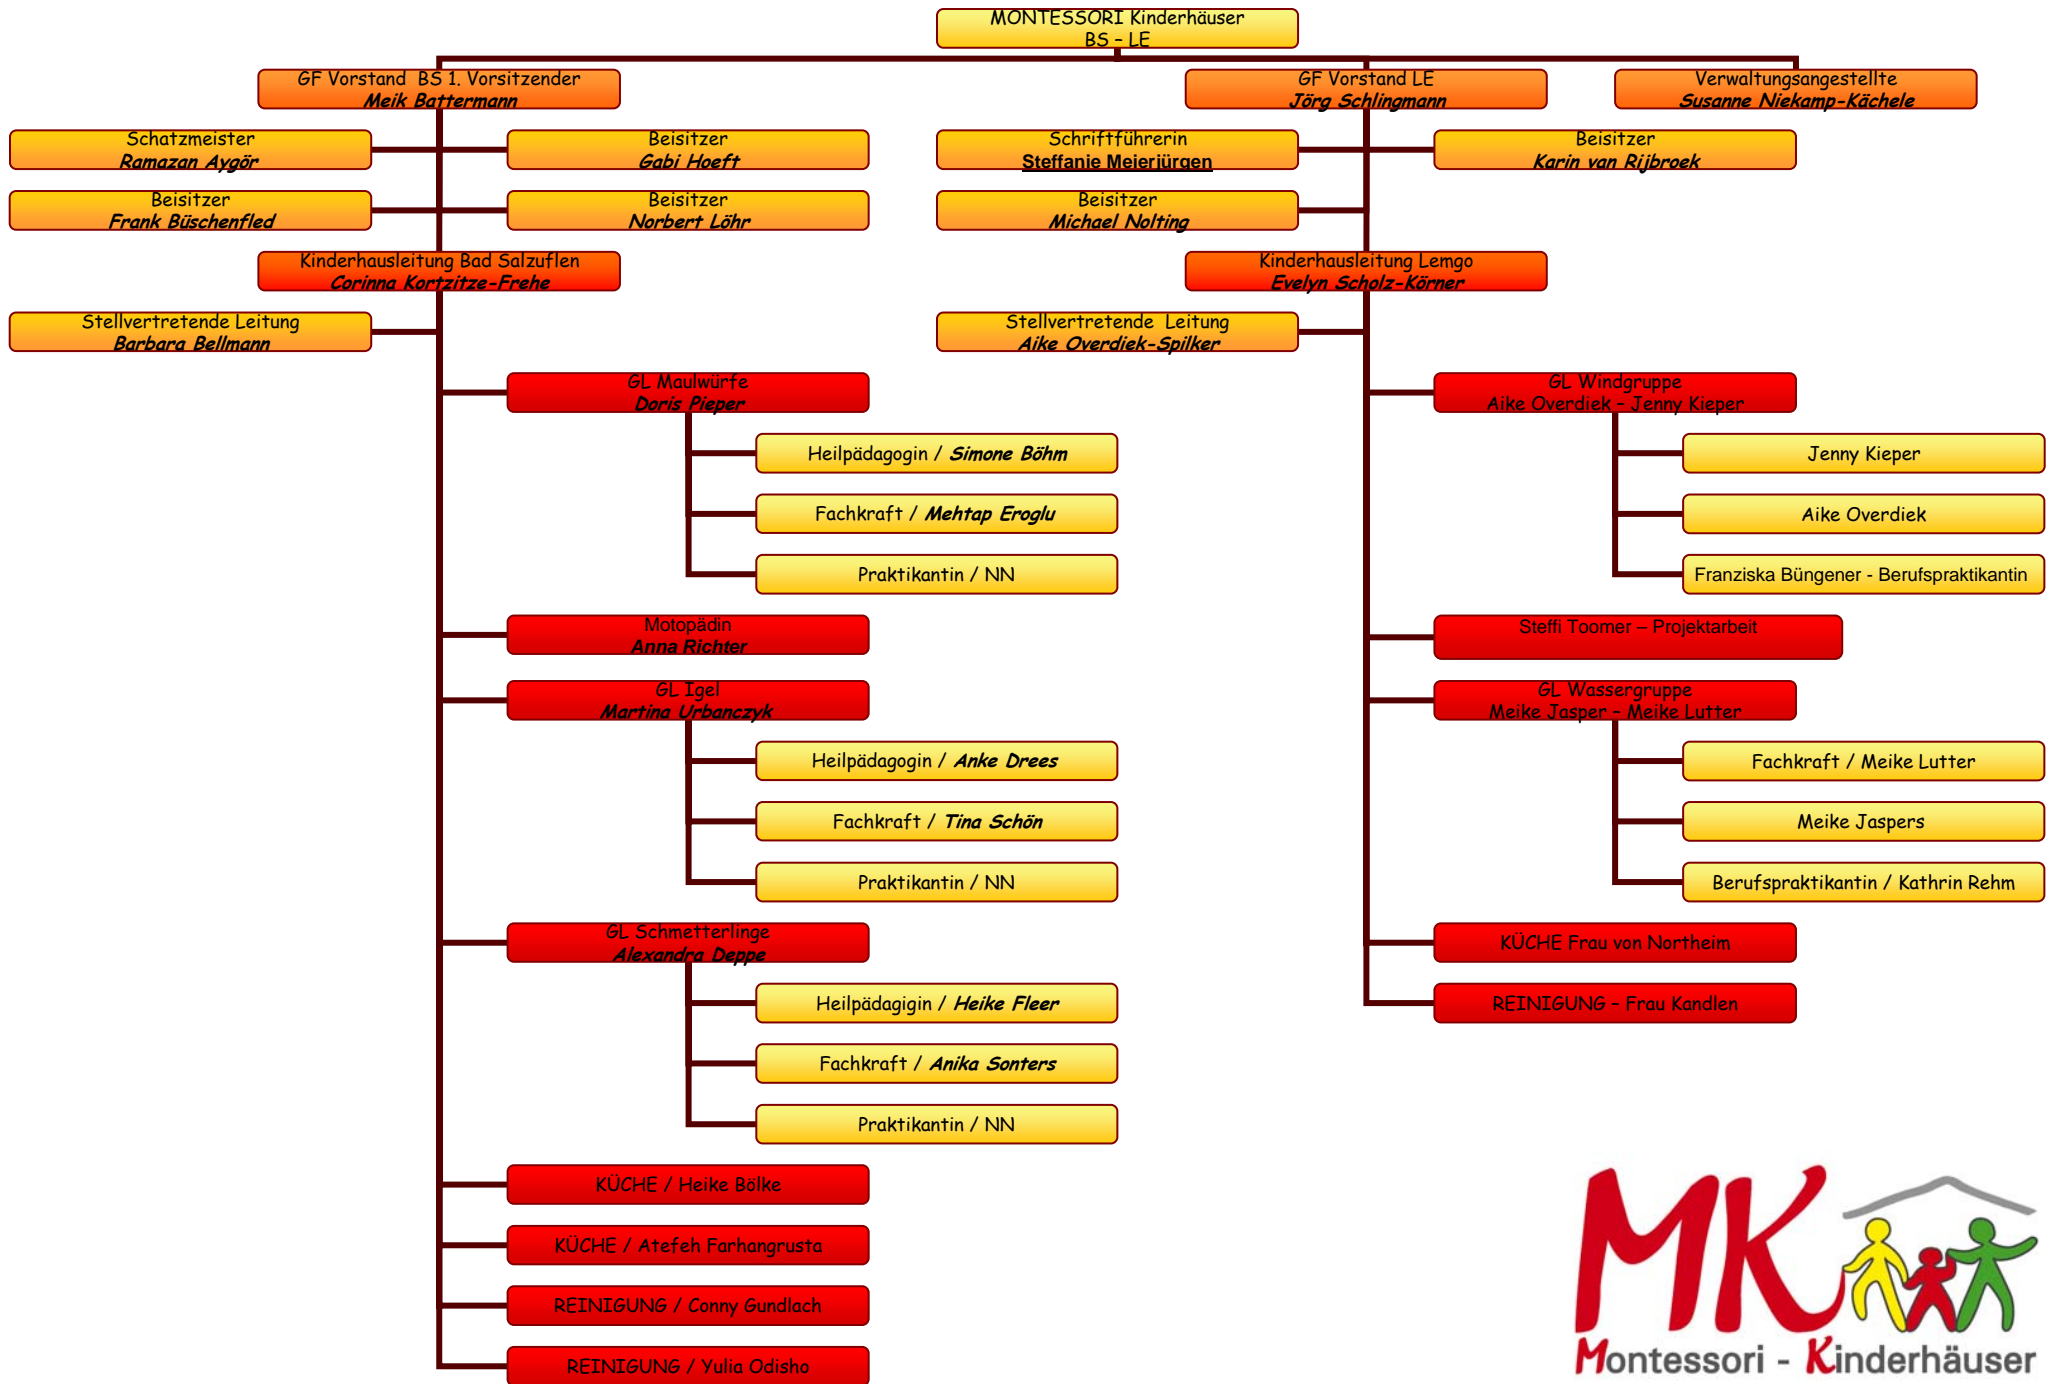 MONTESSORI Kinderhäuser
BS – LE
GF Vorstand BS 1. Vorsitzender
Meik Battermann
GF Vorstand LE
Jörg Schlingmann
Verwaltungsangestellte
Susanne Niekamp-Kächele
Schatzmeister
Ramazan Aygör
Beisitzer
Gabi Hoeft
Schriftführerin
Steffanie Meierjürgen
Beisitzer
Karin van Rijbroek
Beisitzer
Frank Büschenfled
Beisitzer
Norbert Löhr
Beisitzer
Michael Nolting
Kinderhausleitung Bad Salzuflen
Corinna Kortzitze-Frehe
Kinderhausleitung Lemgo
Evelyn Scholz-Körner
Stellvertretende Leitung
Barbara Bellmann
Stellvertretende Leitung
Aike Overdiek-Spilker
GL Maulwürfe
Doris Pieper
Heilpädagogin / Simone Böhm
Fachkraft / Mehtap Eroglu
Praktikantin / NN
Motopädin
Anna Richter
GL Igel
Martina Urbanczyk
Heilpädagogin / Anke Drees
Fachkraft / Tina Schön
Praktikantin / NN
GL Schmetterlinge
Alexandra Deppe
Heilpädagigin / Heike Fleer
Fachkraft / Anika Sonters
Praktikantin / NN
KÜCHE / Heike Bölke
KÜCHE / Atefeh Farhangrusta
REINIGUNG / Conny Gundlach
REINIGUNG / Yulia Odisho
GL Windgruppe
Aike Overdiek – Jenny Kieper
Jenny Kieper
Aike Overdiek
Franziska Büngener - Berufspraktikantin
Steffi Toorner – Projektarbeit
GL Wassergruppe
Meike Jasper – Meike Lutter
Fachkraft / Meike Lutter
Meike Jaspers
Berufspraktikantin / Kathrin Rehm
KÜCHE Frau von Northeim
REINIGUNG – Frau Kandlen
MK
Montessori - Kinderhäuser